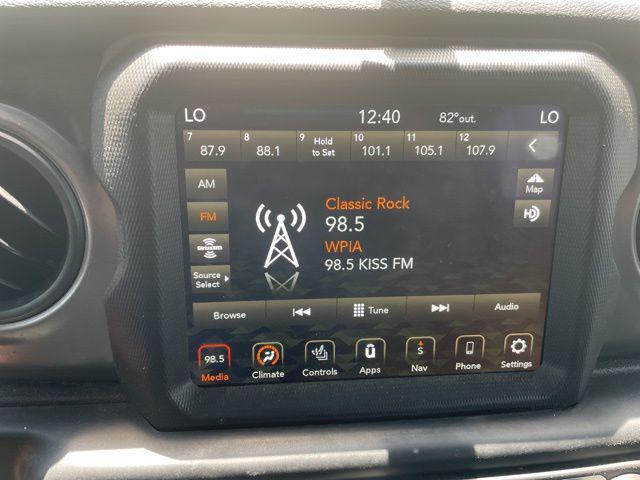 LO 12:40 82°out. LO
7 87.9 8 88.1 9 Hold to Set 10 101.1 11 105.1 12 107.9
AM
FM
SiriusXM
Source Select
Classic Rock
98.5
WPIA
98.5 KISS FM
Map
HD
Browse Tune Audio
98.5 S
Media Climate Controls Apps Nav Phone Settings